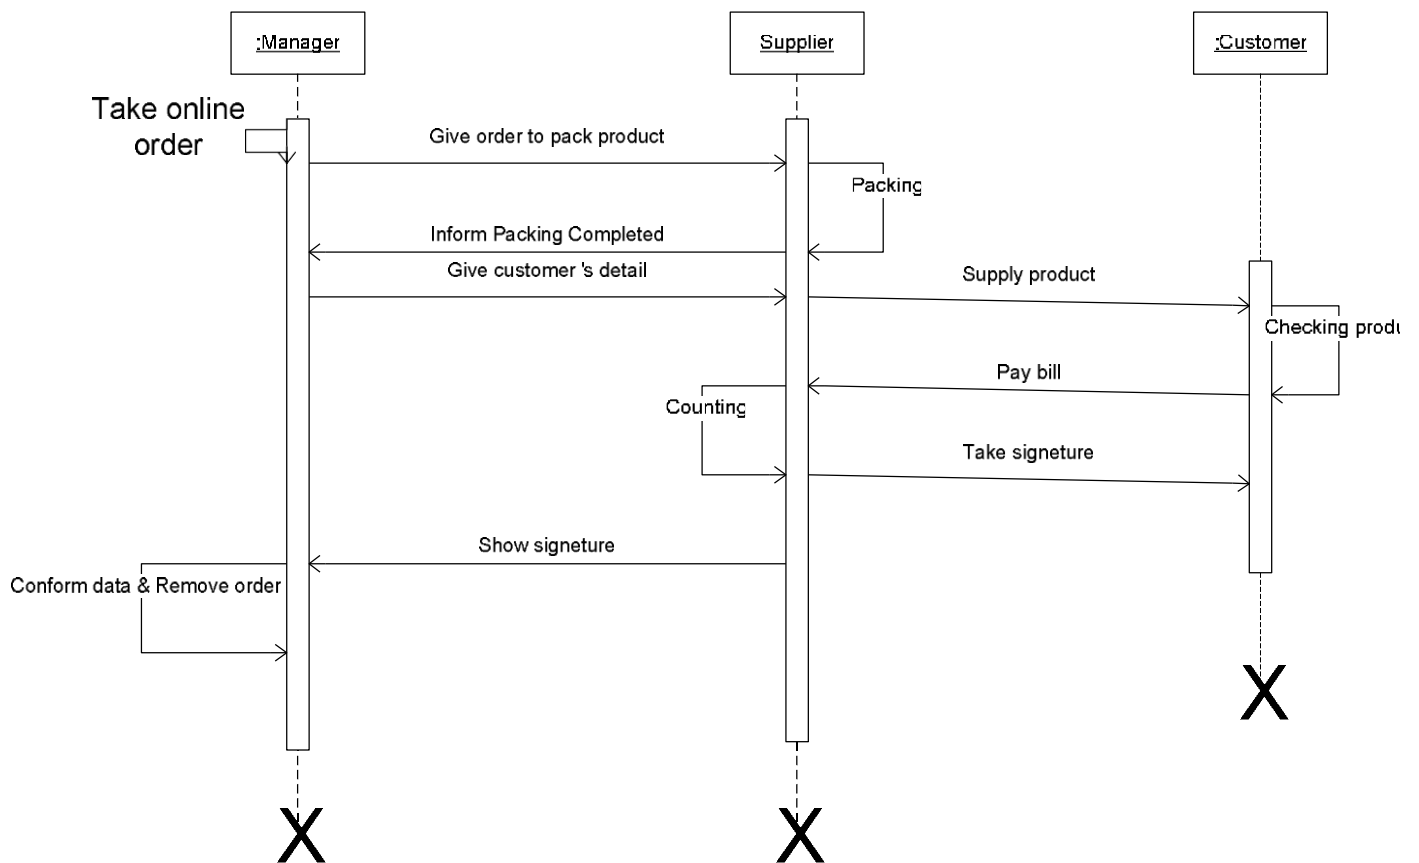 :Manager
Supplier
:Customer
Take online
order
Give order to pack product
Packing
Inform Packing Completed
Give customer 's detail
Supply product
Checking produ
Pay bill
Counting
Take signeture
Show signeture
Conform data & Remove order
X
X
X